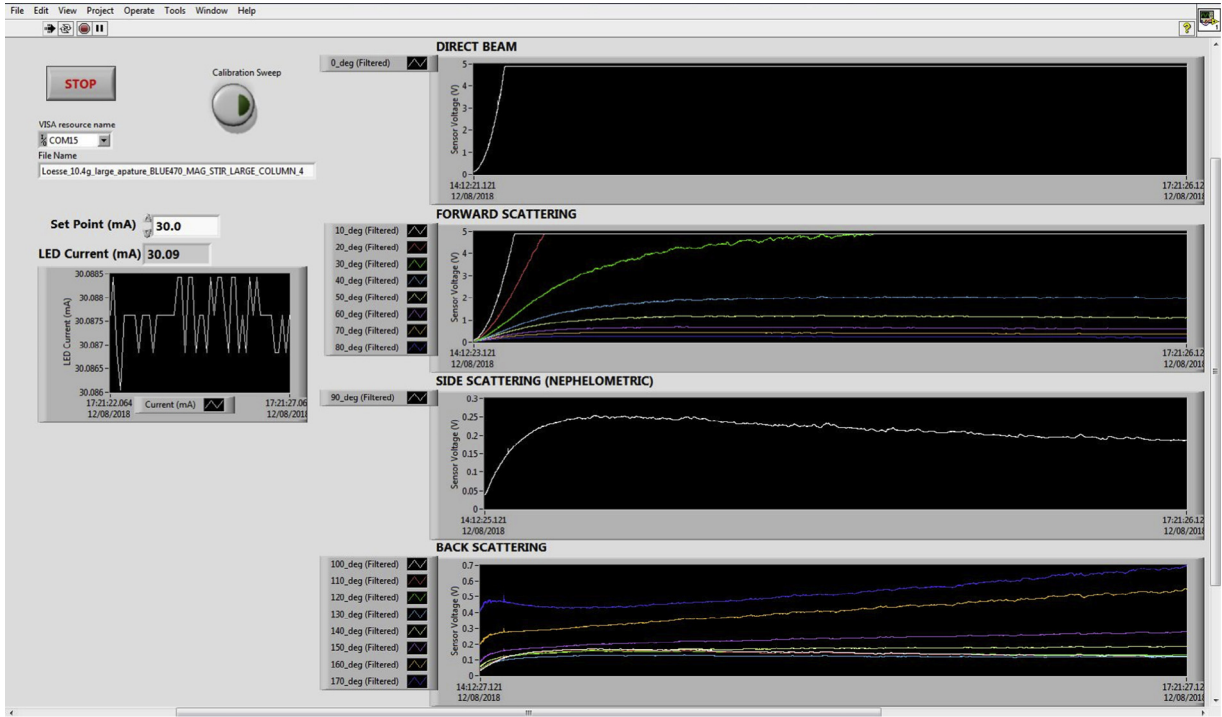 File Edit View Project Operate Tools Window Help
STOP
Calibration Sweep
VISA resource name
COM15
File Name
Loesse_10.4g_large_apature_BLUE470_MAG_STIR_LARGE_COLUMN_4
Set Point (mA) 30.0
LED Current (mA) 30.09
30.0885
30.088
30.0875
30.087
30.0865
30.086
LED Current (mA)
17:21:22.064
12/08/2018
Current (mA)
17:21:27.06
12/08/201
DIRECT BEAM
0_deg (Filtered)
Sensor Voltage (V)
5
4
3
2
1
0
14:12:21.121
12/08/2018
17:21:26.12
12/08/201
FORWARD SCATTERING
10_deg (Filtered)
20_deg (Filtered)
30_deg (Filtered)
40_deg (Filtered)
50_deg (Filtered)
60_deg (Filtered)
70_deg (Filtered)
80_deg (Filtered)
Sensor Voltage (V)
5
4
3
2
1
0
14:12:23.121
12/08/2018
17:21:26.12
12/08/201
SIDE SCATTERING (NEPHELOMETRIC)
90_deg (Filtered)
Sensor Voltage (V)
0.3
0.25
0.2
0.15
0.1
0.05
0
14:12:25.121
12/08/2018
17:21:26.12
12/08/201
BACK SCATTERING
100_deg (Filtered)
110_deg (Filtered)
120_deg (Filtered)
130_deg (Filtered)
140_deg (Filtered)
150_deg (Filtered)
160_deg (Filtered)
170_deg (Filtered)
Sensor Voltage (V)
0.7
0.6
0.5
0.4
0.3
0.2
0.1
0
14:12:27.121
12/08/2018
17:21:27.12
12/08/201